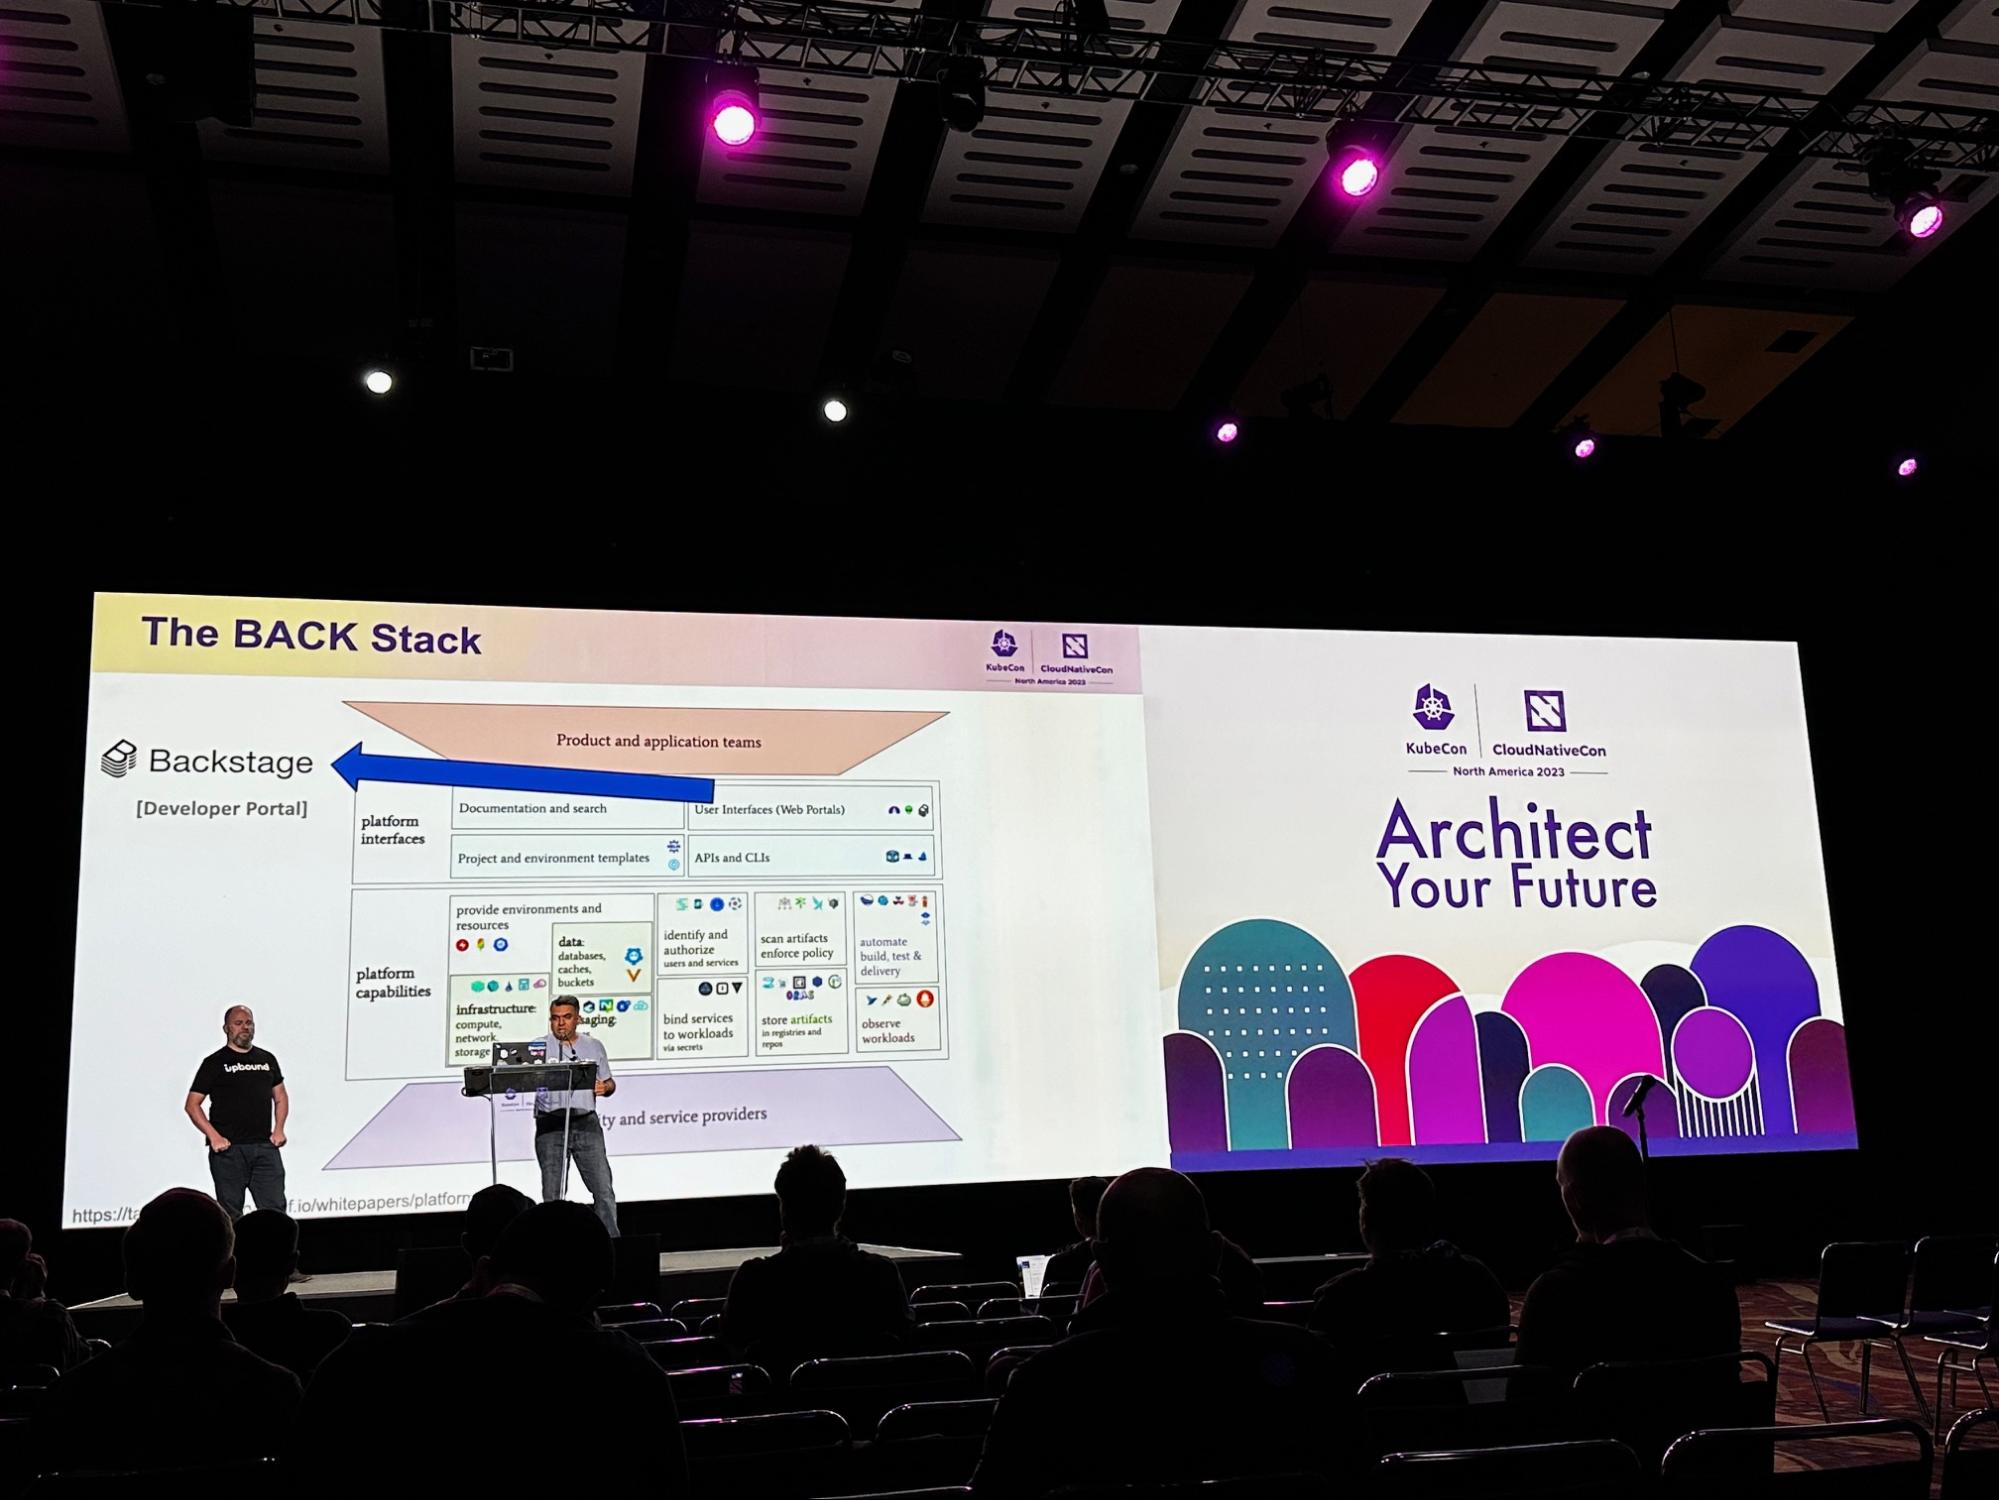 The BACK Stack
KubeCon
CloudNativeCon
North America 2023
Backstage
[Developer Portal]
Product and application teams
platform
interfaces
Documentation and search
User Interfaces (Web Portals)
Project and environment templates
APIs and CLIs
platform
capabilities
provide environments and
resources
data:
databases,
caches,
buckets
infrastructure:
compute,
network,
storage
identify and
authorize
users and services
bind services
to workloads
via secrets
scan artifacts
enforce policy
store artifacts
in registries and
repos
automate
build, test &
delivery
observe
workloads
and service providers
https://
f.io/whitepapers/platform
upbound
KubeCon
CloudNativeCon
North America 2023
Architect
Your Future